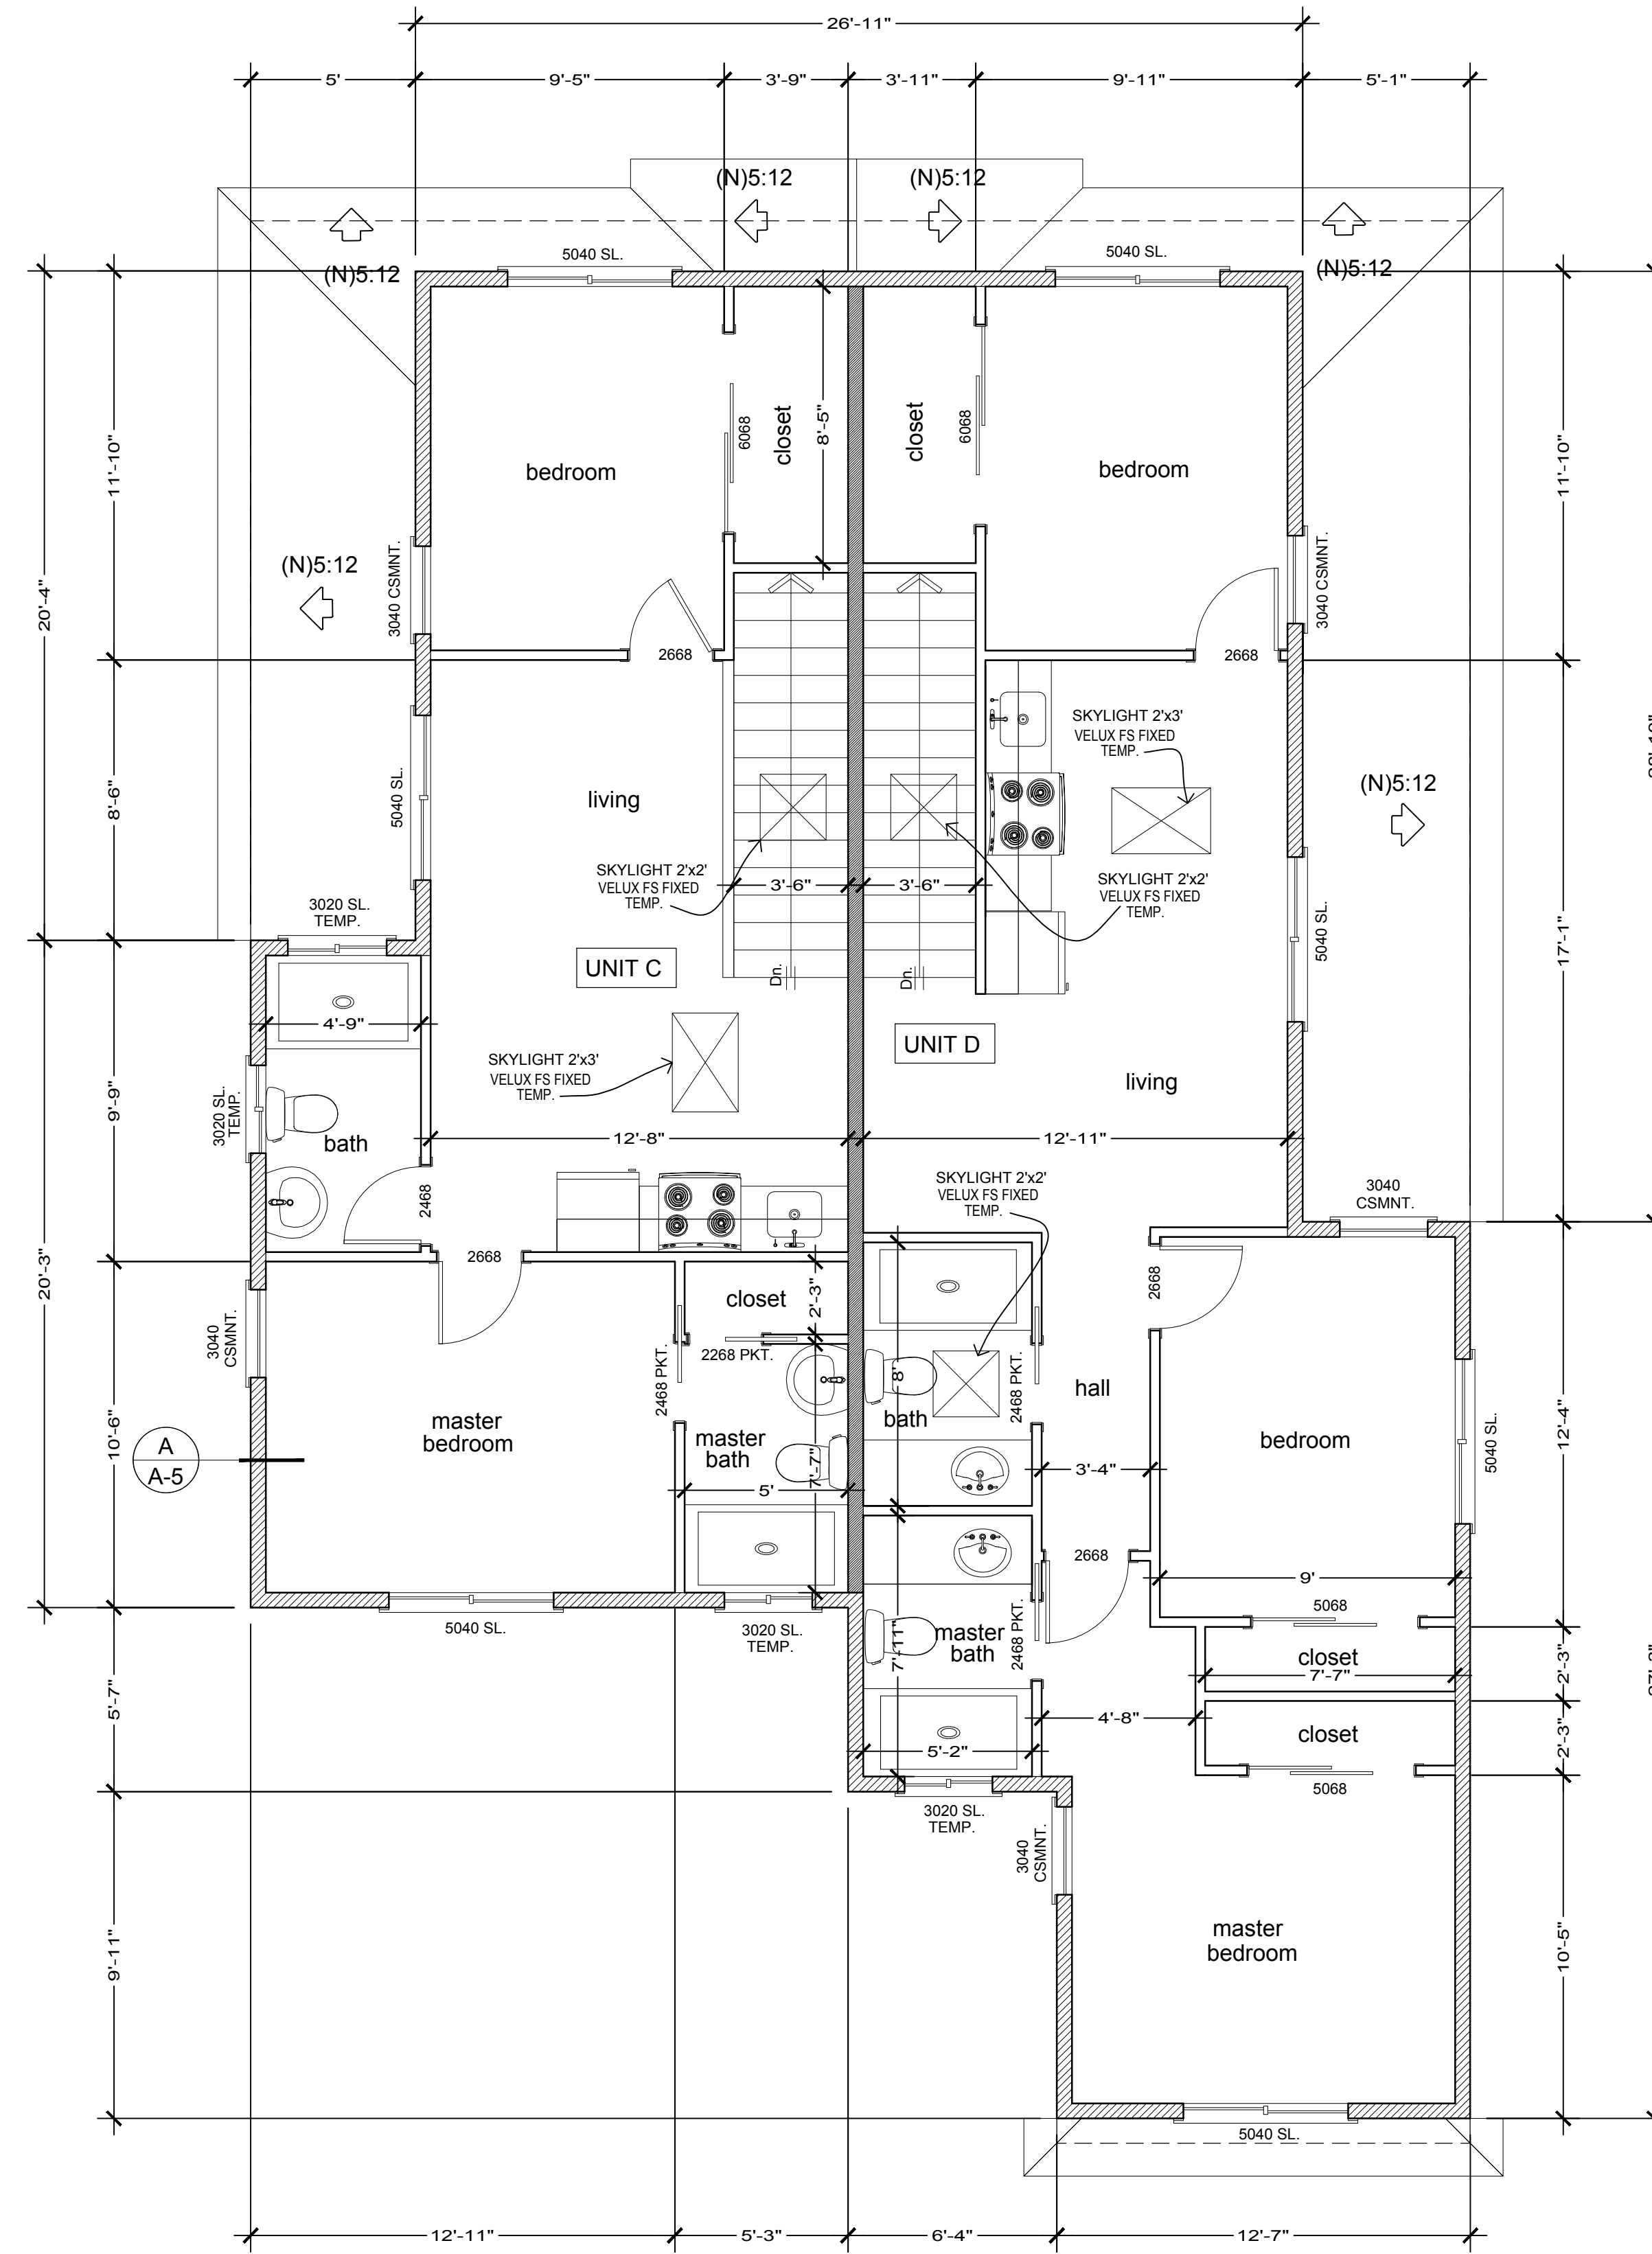 26'-11"
5'
9'-5"
3'-9"
3'-11"
9'-11"
5'-1"
(N)5:12
(N)5:12
(N)5:12
(N)5:12
5040 SL.
5040 SL.
11'-10"
20'-4"
bedroom
6068
closet
8'-5"
closet
6068
bedroom
11'-10"
(N)5:12
3040 CSMNT.
3040 CSMNT.
2668
2668
8'-6"
5040 SL.
living
SKYLIGHT 2'x3'
VELUX FS FIXED
TEMP.
(N)5:12
SKYLIGHT 2'x2'
VELUX FS FIXED
TEMP.
3'-6"
3'-6"
SKYLIGHT 2'x2'
VELUX FS FIXED
TEMP.
5040 SL.
17'-1"
3020 SL.
TEMP.
UNIT C
Dn.
Dn.
4'-9"
UNIT D
SKYLIGHT 2'x3'
VELUX FS FIXED
TEMP.
living
9'-9"
3020 SL.
TEMP.
bath
12'-8"
12'-11"
2468
SKYLIGHT 2'x2'
VELUX FS FIXED
TEMP.
3040
CSMNT.
20'-3"
2668
2668
closet
2'-3"
3040
CSMNT.
2268 PKT.
2468 PKT.
8'
2468 PKT.
hall
bath
master
bedroom
master
bath
bedroom
5040 SL.
12'-4"
10'-6"
A
A-5
7'-7"
5'
3'-4"
2668
9'
5068
5040 SL.
3020 SL.
TEMP.
7'-11"
master
bath
2468 PKT.
closet
7'-7"
2'-3"
5'-7"
4'-8"
closet
2'-3"
5'-2"
5068
3020 SL.
TEMP.
3040
CSMNT.
9'-11"
master
bedroom
10'-5"
5040 SL.
12'-11"
5'-3"
6'-4"
12'-7"